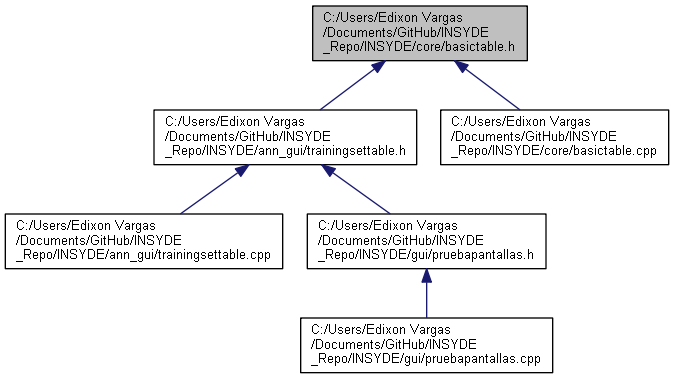 C:/Users/Edixon Vargas
/Documents/GitHub/INSYDE
_Repo/INSYDE/core/basictable.h
C:/Users/Edixon Vargas
/Documents/GitHub/INSYDE
_Repo/INSYDE/ann_gui/trainingsettable.h
C:/Users/Edixon Vargas
/Documents/GitHub/INSYDE
_Repo/INSYDE/core/basictable.cpp
C:/Users/Edixon Vargas
/Documents/GitHub/INSYDE
_Repo/INSYDE/ann_gui/trainingsettable.cpp
C:/Users/Edixon Vargas
/Documents/GitHub/INSYDE
_Repo/INSYDE/gui/pruebapantallas.h
C:/Users/Edixon Vargas
/Documents/GitHub/INSYDE
_Repo/INSYDE/gui/pruebapantallas.cpp